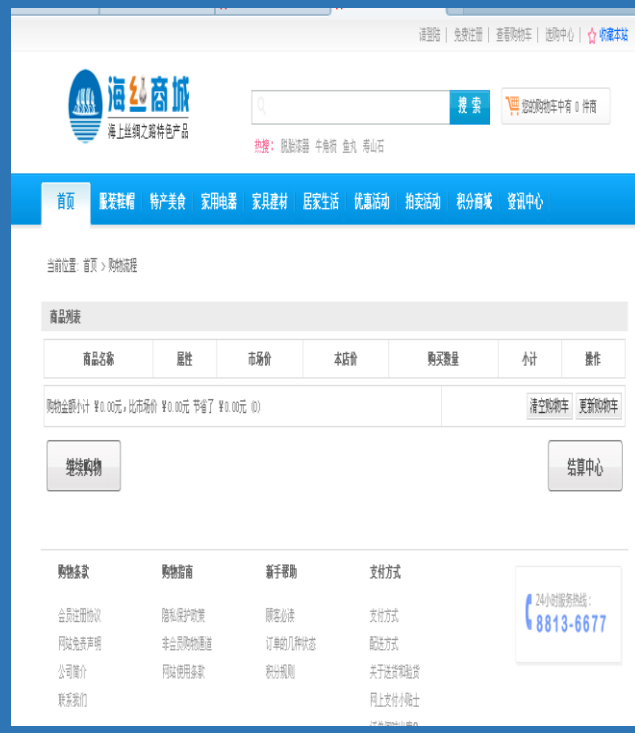 请登陆 | 免费注册 | 查看购物车 | 选购中心 | 收藏本站
海丝商城
海上丝绸之路特色产品
搜 索
您的购物车中有 0 件商
热搜： 脱胎漆器 牛角梳 鱼丸 寿山石
首页 服装鞋帽 特产美食 家用电器 家具建材 居家生活 优惠活动 拍卖活动 积分商城 资讯中心
当前位置: 首页 > 购物流程
商品列表
商品名称 属性 市场价 本店价 购买数量 小计 操作
购物金额小计 ￥0.00元，比市场价 ￥0.00元 节省了 ￥0.00元 (0)
清空购物车 更新购物车
继续购物
结算中心
购物条款 购物指南 新手帮助 支付方式
会员注册协议 隐私保护政策 顾客必读 支付方式
网站免责声明 非会员购物通道 订单的几种状态 配送方式
公司简介 网站使用条款 积分规则 关于送货和验货
联系我们 网上支付小贴士
24小时服务热线：
8813-6677